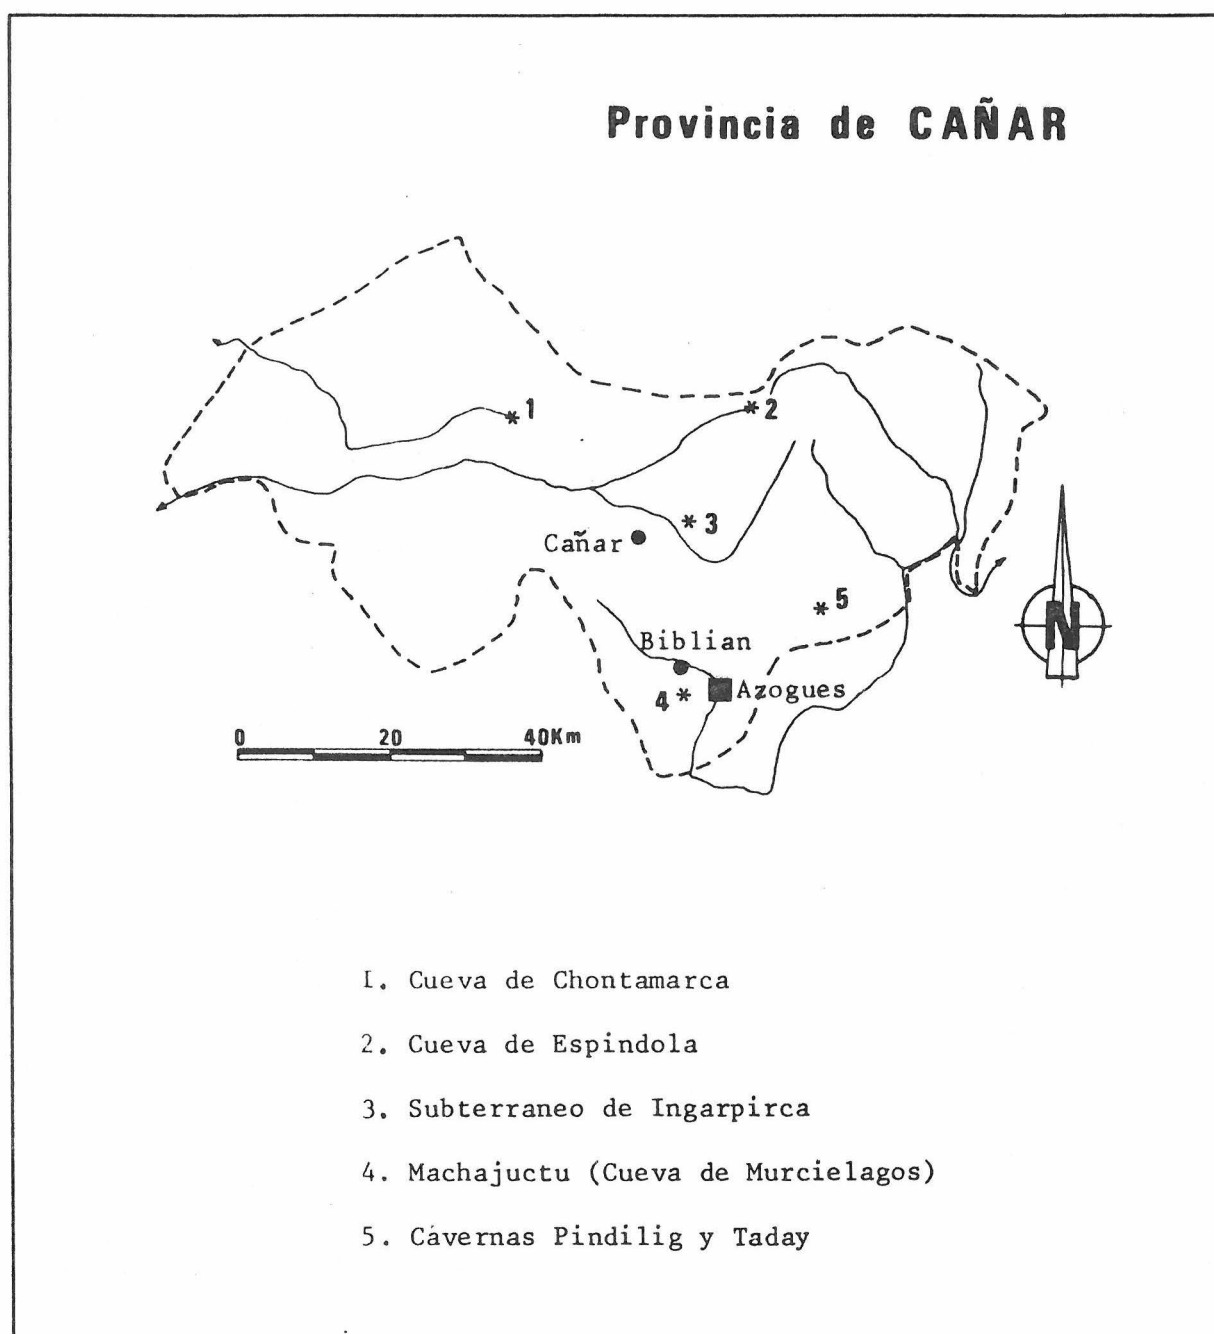 Provincia de CAÑAR
1
2
3
Cañar
5
Biblian
4
Azogues
N
0 20 40Km
1. Cueva de Chontamarca
2. Cueva de Espindola
3. Subterraneo de Ingarpirca
4. Machajuctu (Cueva de Murcielagos)
5. Cávernas Pindilig y Taday